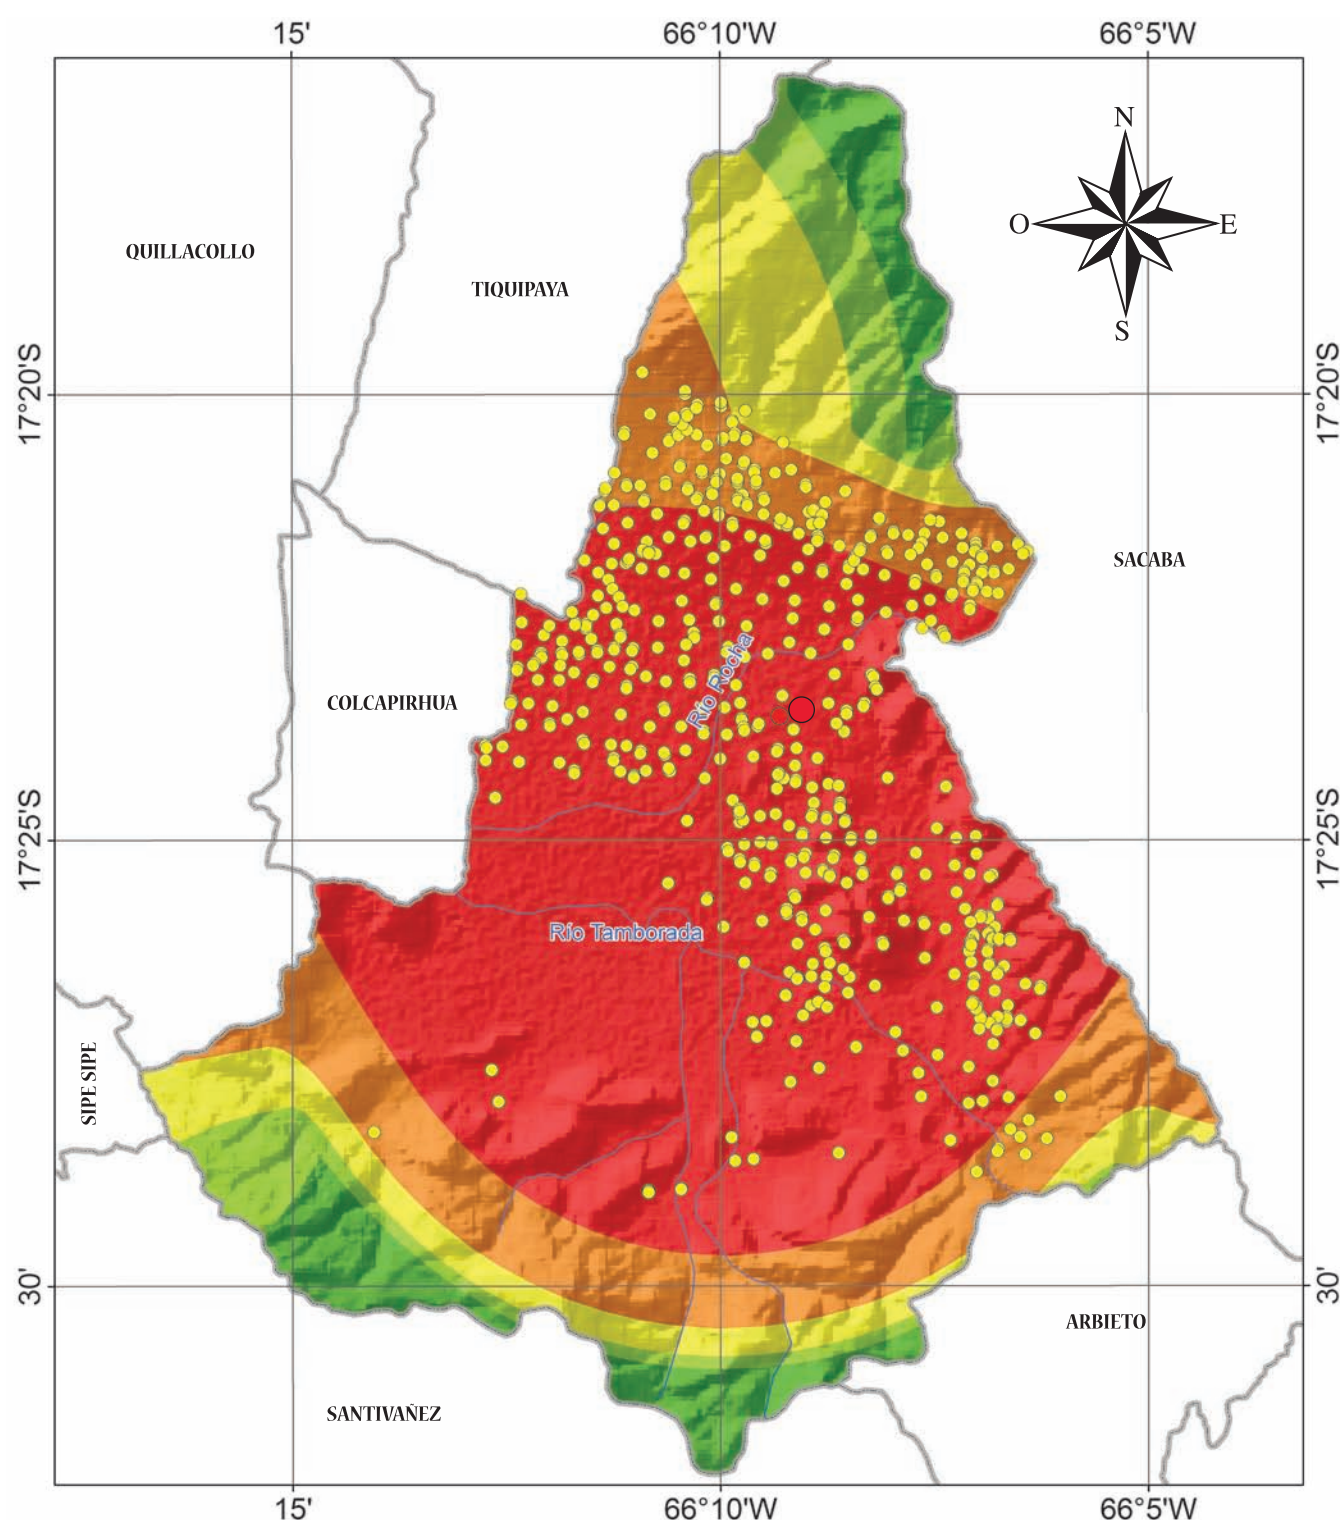 15' 66°10'W 66°5'W
N
O E
S
QUILLACOLLO
TIQUIPAYA
17°20'S 17°20'S
SACABA
Río Rocha
COLCAPIRHUA
17°25'S 17°25'S
Río Tamborada
SIPE SIPE
30' 30'
ARBIETO
SANTIVAÑEZ
15' 66°10'W 66°5'W